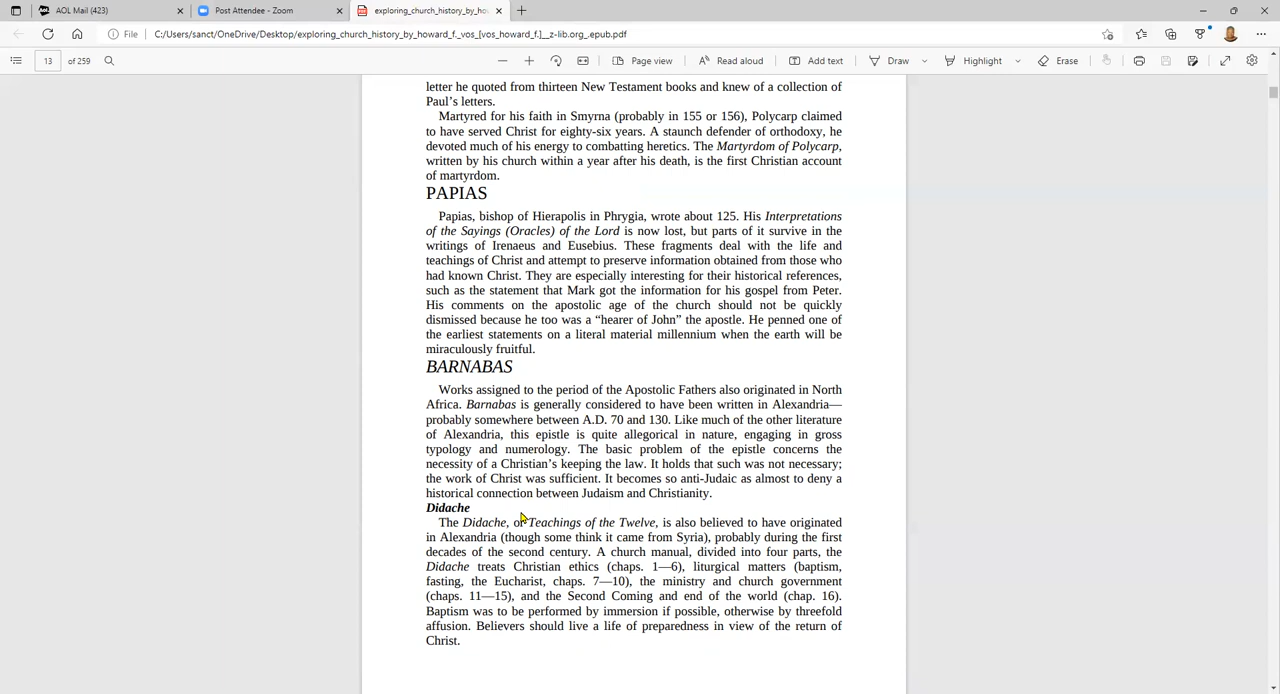 AOL Mail (423)
Post Attendee - Zoom
exploring_church_history_by_ho
File
C:/Users/sanct/OneDrive/Desktop/exploring_church_history_by_howard_f._vos_[vos_howard_f.]__z-lib.org_.epub.pdf
13 of 259
Page view
Read aloud
Add text
Draw
Highlight
Erase
letter he quoted from thirteen New Testament books and knew of a collection of
Paul's letters.
Martyred for his faith in Smyrna (probably in 155 or 156), Polycarp claimed
to have served Christ for eighty-six years. A staunch defender of orthodoxy, he
devoted much of his energy to combatting heretics. The Martyrdom of Polycarp,
written by his church within a year after his death, is the first Christian account
of martyrdom.
PAPIAS
Papias, bishop of Hierapolis in Phrygia, wrote about 125. His Interpretations
of the Sayings (Oracles) of the Lord is now lost, but parts of it survive in the
writings of Irenaeus and Eusebius. These fragments deal with the life and
teachings of Christ and attempt to preserve information obtained from those who
had known Christ. They are especially interesting for their historical references,
such as the statement that Mark got the information for his gospel from Peter.
His comments on the apostolic age of the church should not be quickly
dismissed because he too was a “hearer of John” the apostle. He penned one of
the earliest statements on a literal material millennium when the earth will be
miraculously fruitful.
BARNABAS
Works assigned to the period of the Apostolic Fathers also originated in North
Africa. Barnabas is generally considered to have been written in Alexandria—
probably somewhere between A.D. 70 and 130. Like much of the other literature
of Alexandria, this epistle is quite allegorical in nature, engaging in gross
typology and numerology. The basic problem of the epistle concerns the
necessity of a Christian's keeping the law. It holds that such was not necessary;
the work of Christ was sufficient. It becomes so anti-Judaic as almost to deny a
historical connection between Judaism and Christianity.
Didache
The Didache, or Teachings of the Twelve, is also believed to have originated
in Alexandria (though some think it came from Syria), probably during the first
decades of the second century. A church manual, divided into four parts, the
Didache treats Christian ethics (chaps. 1—6), liturgical matters (baptism,
fasting, the Eucharist, chaps. 7—10), the ministry and church government
(chaps. 11—15), and the Second Coming and end of the world (chap. 16).
Baptism was to be performed by immersion if possible, otherwise by threefold
affusion. Believers should live a life of preparedness in view of the return of
Christ.